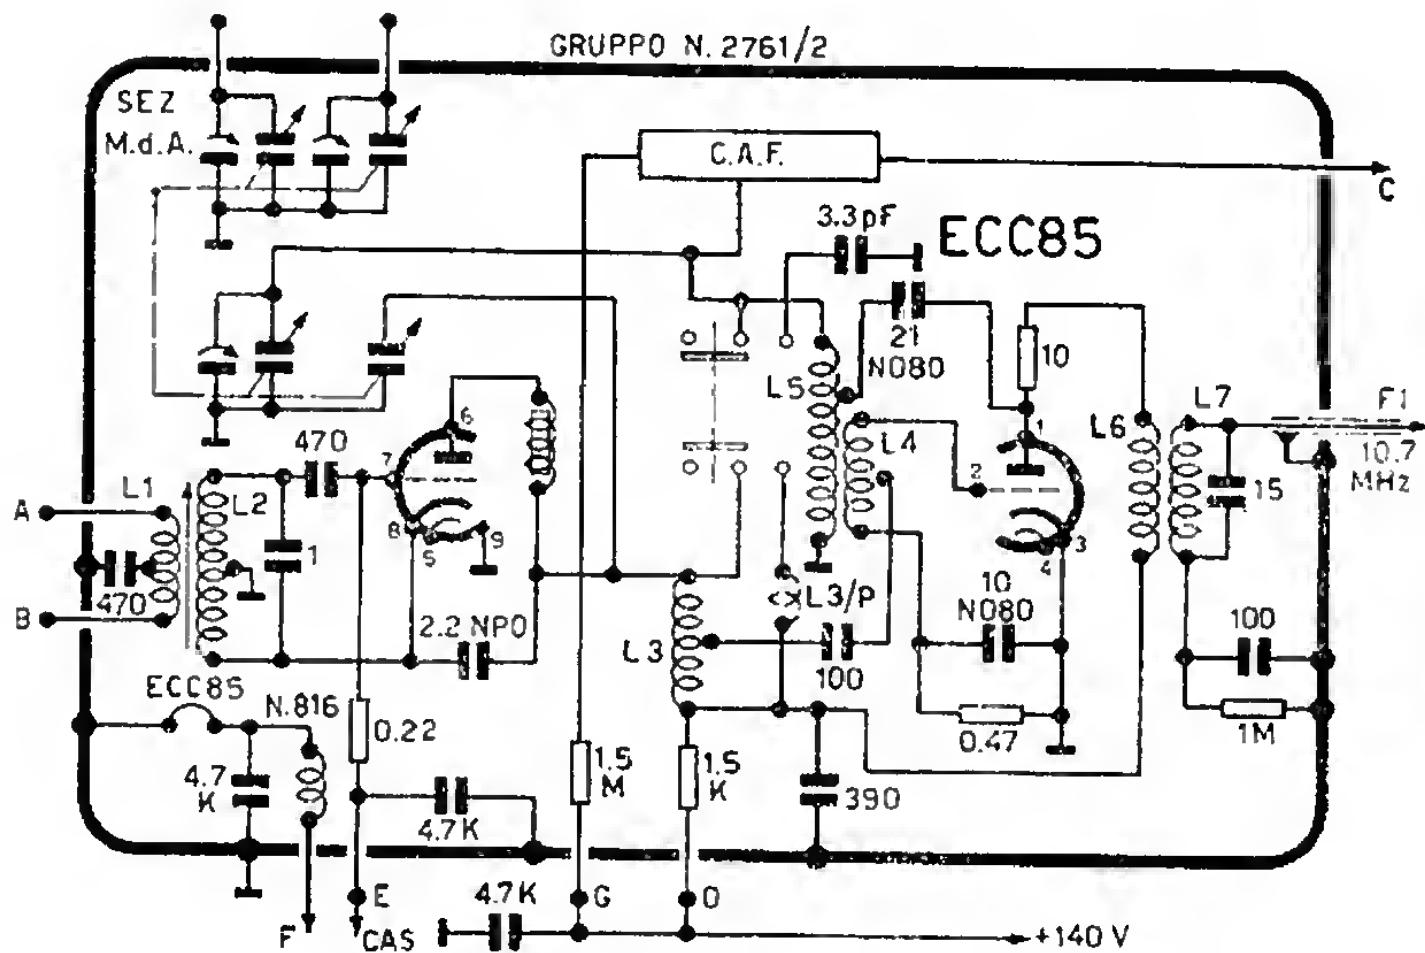 GRUPPO N. 2761/2
SEZ
M.d.A.
C.A.F.
C
3.3 pF
ECC85
21
N080
10
L5
L4
L6
L7
F1
10.7
MHz
15
470
6
7
8
5
9
1
2
3
4
A
L1
L2
1
470
B
2.2 NPO
L3/P
10
N080
L3
100
100
ECC85
N.816
0.22
1.5
M
1.5
K
0.47
1M
4.7
K
4.7K
390
E
4.7K
G
D
F
CAS
+140 V